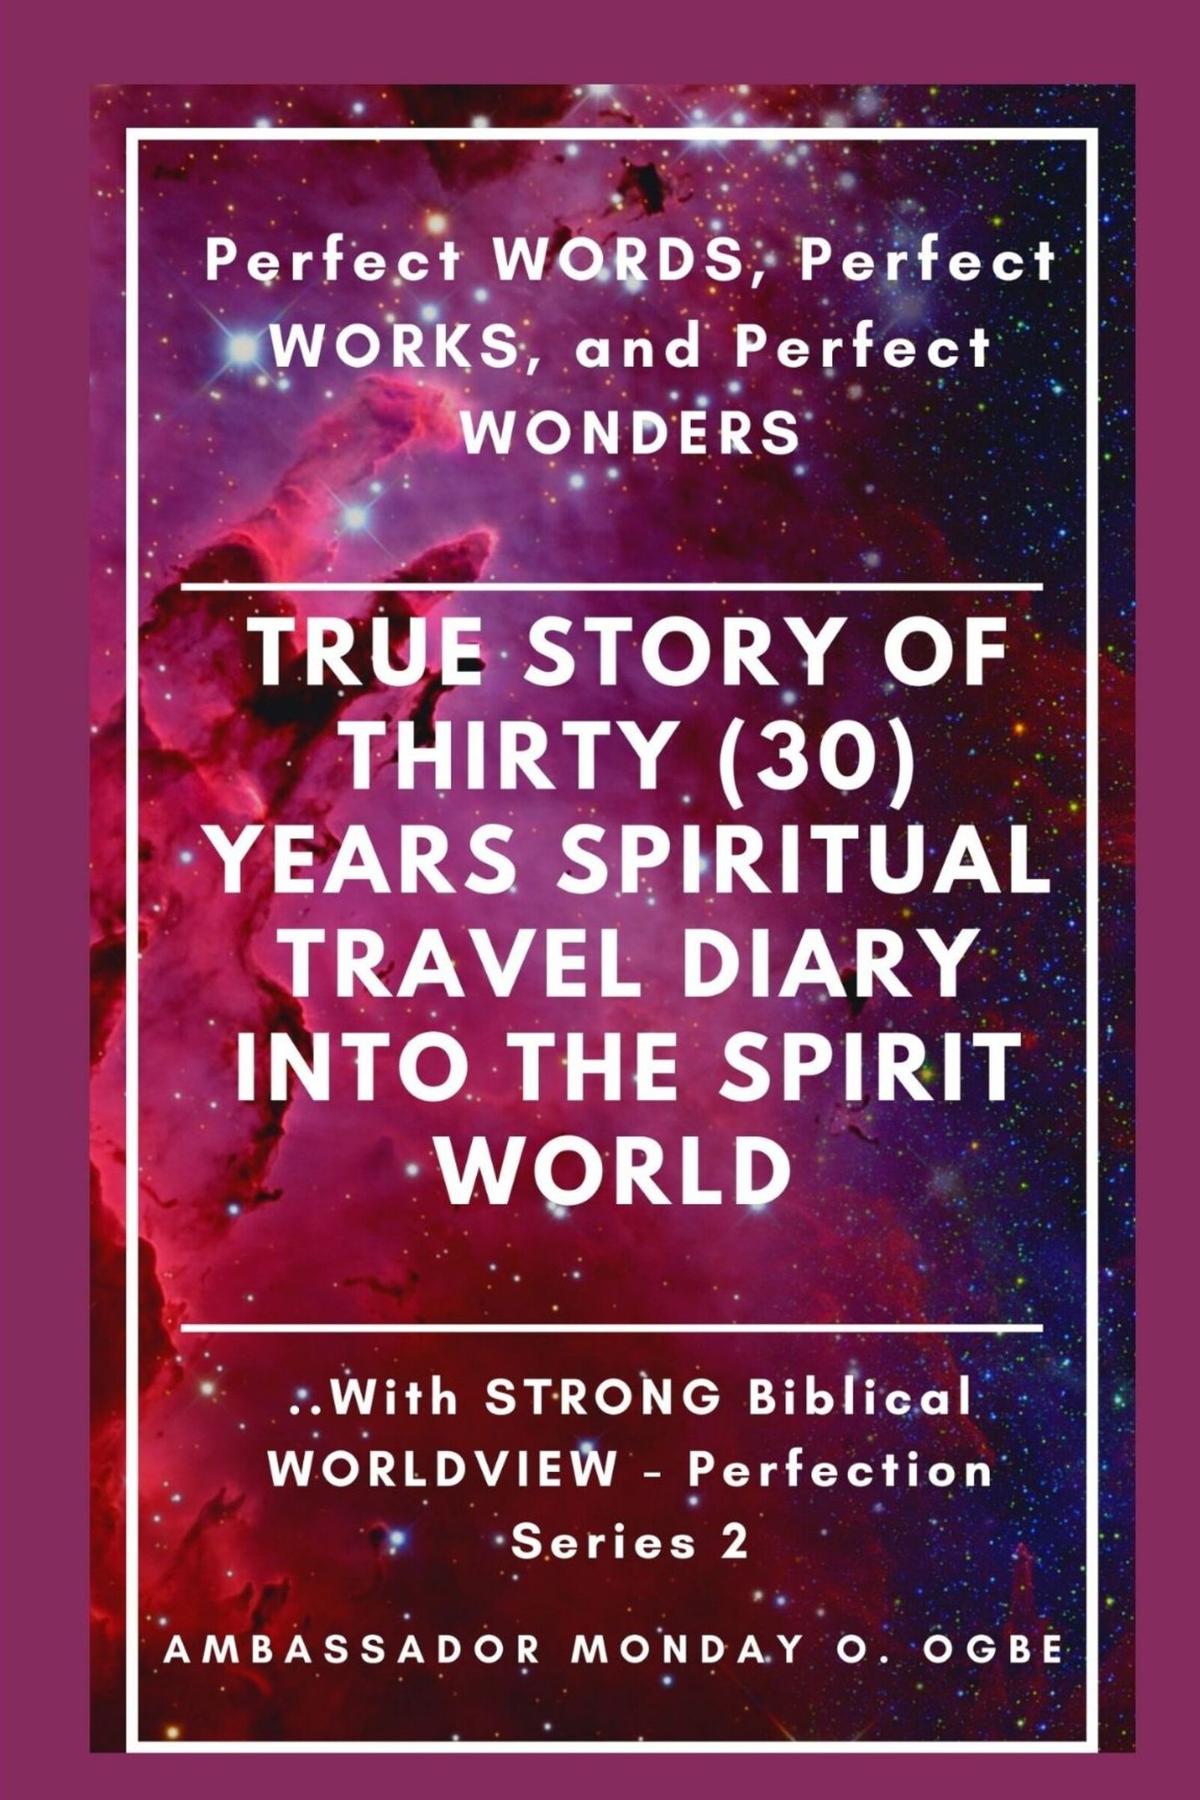 Perfect WORDS, Perfect
WORKS, and Perfect
WONDERS
TRUE STORY OF
THIRTY (30)
YEARS SPIRITUAL
TRAVEL DIARY
INTO THE SPIRIT
WORLD
..With STRONG Biblical
WORLDVIEW - Perfection
Series 2
AMBASSADOR MONDAY O. OGBE